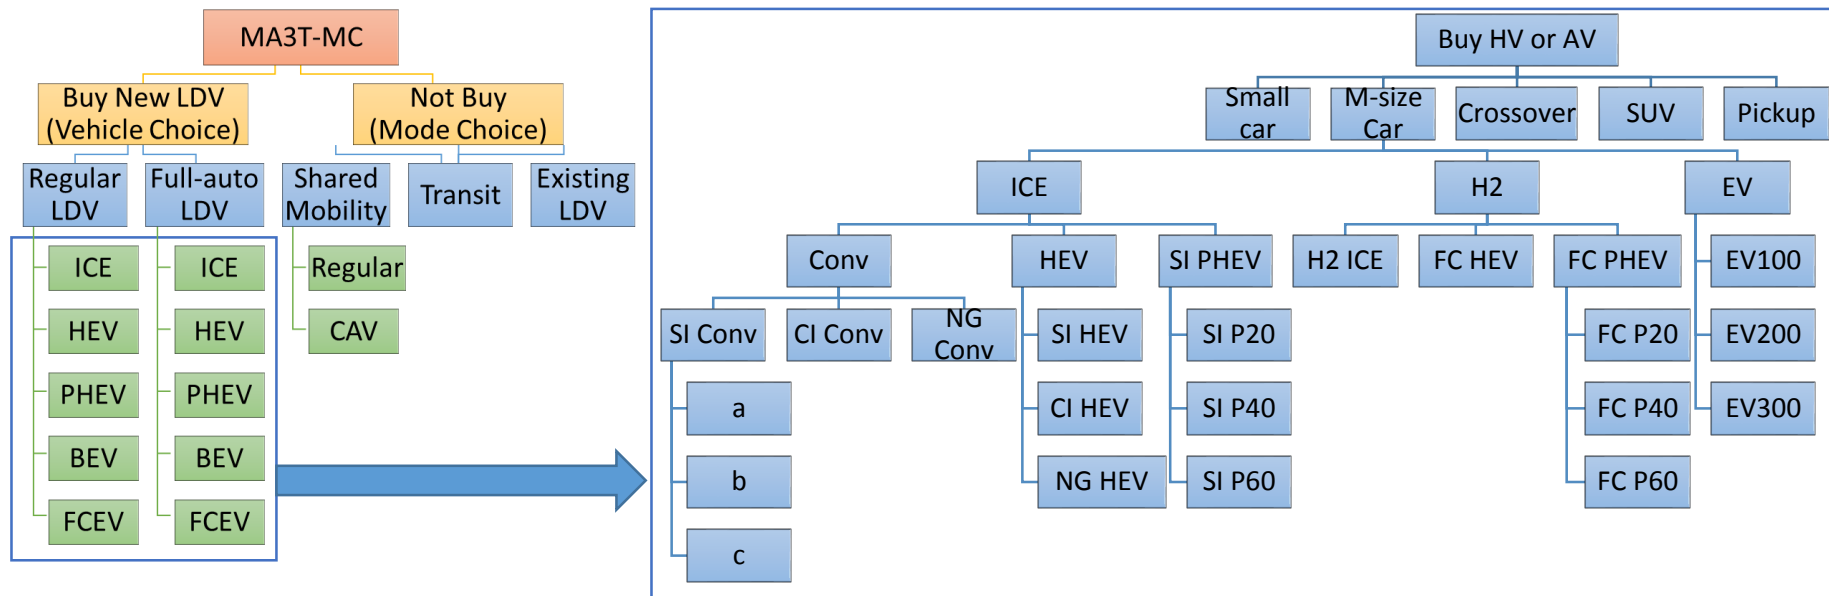 MA3T-MC
Buy New LDV
(Vehicle Choice)
Not Buy
(Mode Choice)
Regular
LDV
Full-auto
LDV
Shared
Mobility
Transit
Existing
LDV
ICE
HEV
PHEV
BEV
FCEV
ICE
HEV
PHEV
BEV
FCEV
Regular
CAV
Buy HV or AV
Small
car
M-size
Car
Crossover
SUV
Pickup
ICE
H2
EV
Conv
HEV
SI PHEV
H2 ICE
FC HEV
FC PHEV
EV100
EV200
EV300
SI Conv
CI Conv
NG
Conv
a
b
c
SI HEV
CI HEV
NG HEV
SI P20
SI P40
SI P60
FC P20
FC P40
FC P60